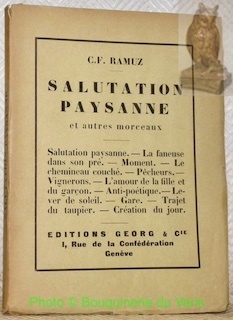 C.F. RAMUZ
SALUTATION
PAYSANNE
et autres morceaux
Salutation paysanne. — La faneuse
dans son pré. — Moment. — Le
chemineau couché. — Pêcheurs. —
Vignerons. — L'amour de la fille et
du garçon. — Anti-poétique. — Le-
ver de soleil. — Gare. — Trajet
du taupier. — Création du jour.
EDITIONS GEORG & Cie
1, Rue de la Confédération
Genève
Photo © Bouquinerie du Varis